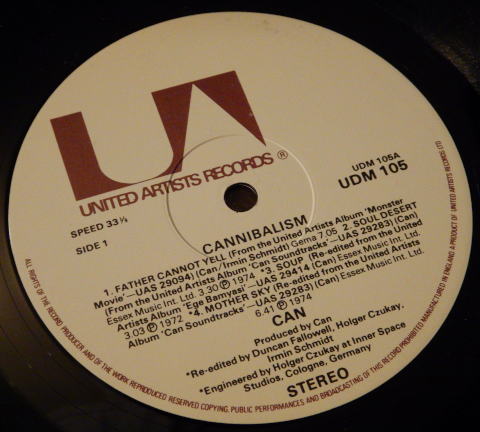 UA
UNITED ARTISTS RECORDS ®
SPEED 33⅓
SIDE 1
UDM 105A
UDM 105
CANNIBALISM
1. FATHER CANNOT YELL (From the United Artists Album "Monster
Movie'—UAS 29094) (Can/Irmin Schmidt) Gema 7.05 2. SOUL DESERT
(From the United Artists Album 'Can Soundtracks'—UAS 29283) (Can)
Essex Music Int. Ltd. 3.30 ℗ 1974 *3. SOUP (Re-edited from the United
Artists Album 'Ege Bamyasi'—UAS 29414 (Can) Essex Music Int. Ltd.
3.03 ℗ 1972 *4. MOTHER SKY (Re-edited from the United Artists
Album 'Can Soundtracks'—UAS 29283) (Can) Essex Music Int. Ltd.
6.41 ℗ 1974
CAN
Produced by Can
*Re-edited by Duncan Fallowell, Holger Czukay,
Irmin Schmidt
*Engineered by Holger Czukay at Inner Space
Studios, Cologne, Germany
STEREO
ALL RIGHTS OF THE RECORD PRODUCER AND OF THE WORK REPRODUCED RESERVED COPYING, PUBLIC PERFORMANCES AND BROADCASTING OF THIS RECORD PROHIBITED MANUFACTURED IN ENGLAND A PRODUCT OF UNITED ARTISTS RECORDS LTD